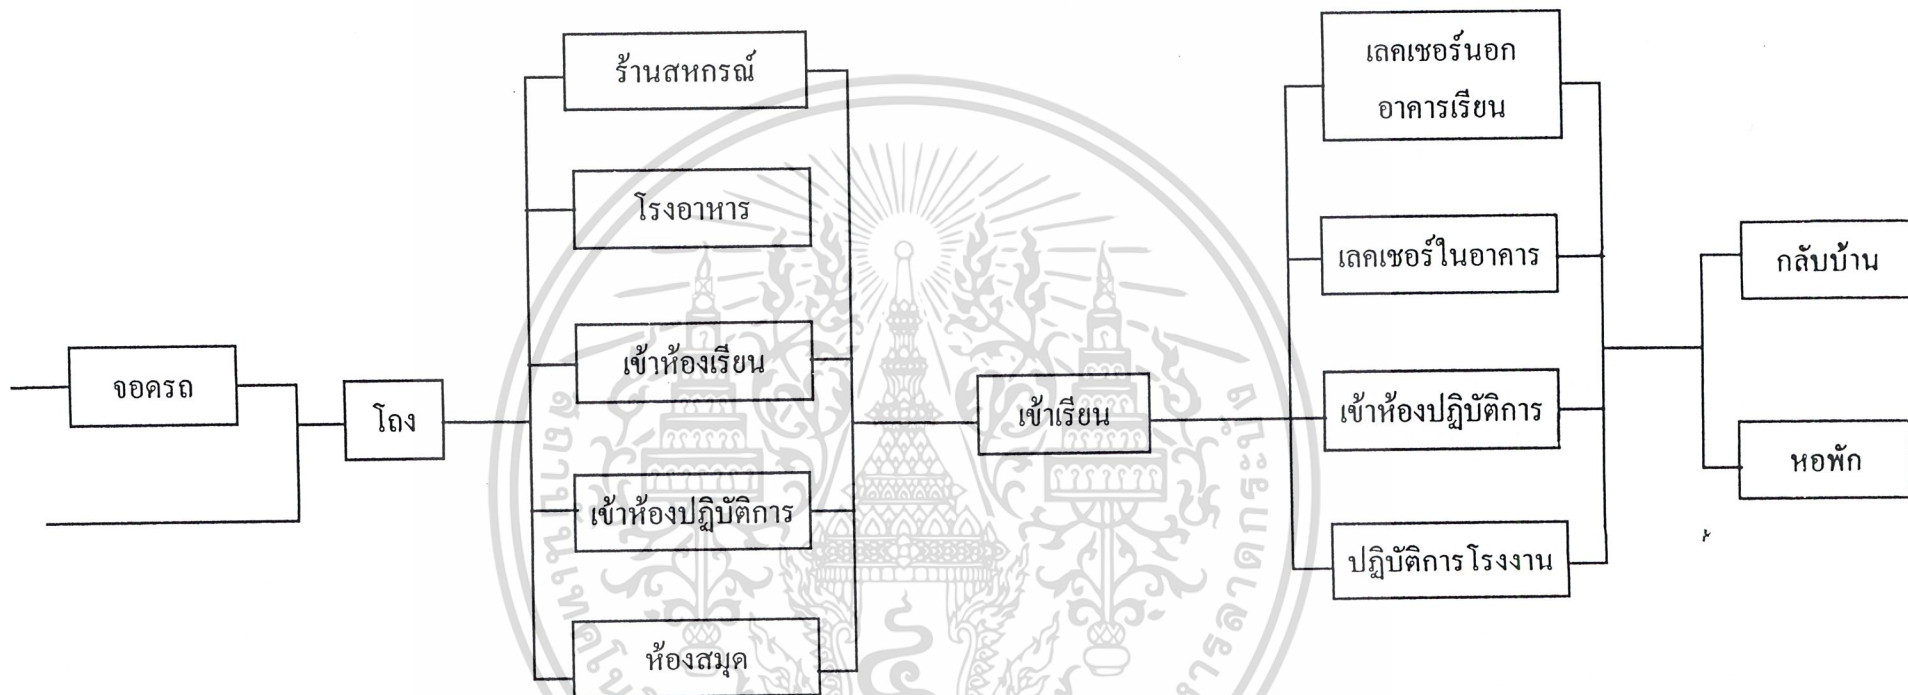 จอดรถ
โถง
ร้านสหกรณ์
โรงอาหาร
เข้าห้องเรียน
เข้าห้องปฏิบัติการ
ห้องสมุด
เข้าเรียน
เลคเชอร์นอก
อาคารเรียน
เลคเชอร์ในอาคาร
เข้าห้องปฏิบัติการ
ปฏิบัติการโรงงาน
กลับบ้าน
หอพัก